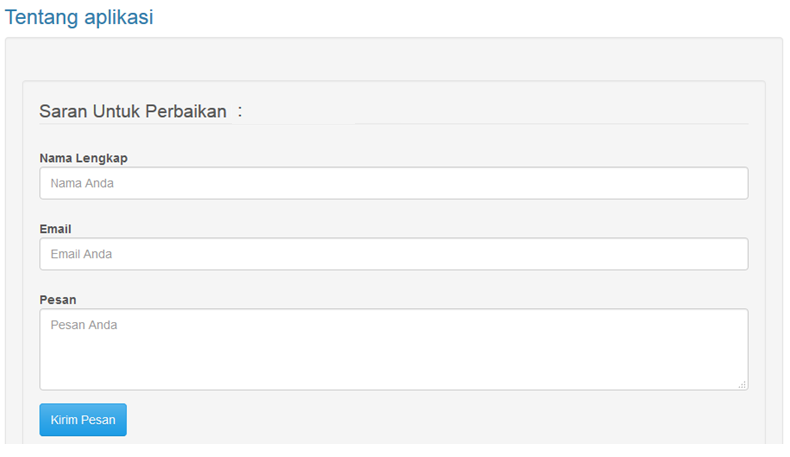 Tentang aplikasi
Saran Untuk Perbaikan :
Nama Lengkap
Nama Anda
Email
Email Anda
Pesan
Pesan Anda
Kirim Pesan